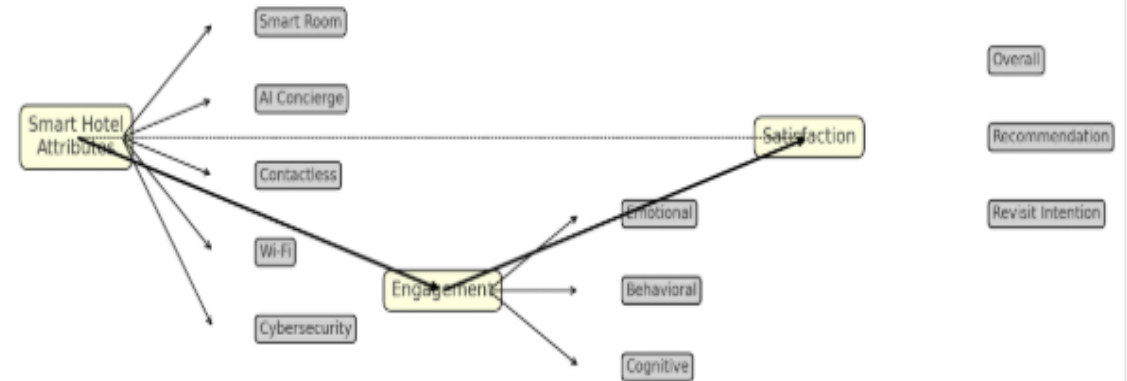 Smart Room
Overall
AI Concierge
Smart Hotel
Attributes
Satisfaction
Recommendation
Contactless
Emotional
Revisit Intention
Wi-Fi
Engagement
Behavioral
Cybersecurity
Cognitive